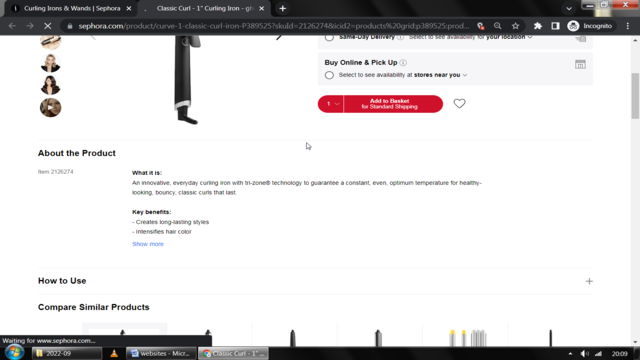 Curling Irons & Wands | Sephora
Classic Curl - 1" Curling Iron - gh
sephora.com/product/curve-1-classic-curl-iron-P389525?skuId=2126274&icid2=products%20grid:p389525:prod...
Incognito
Same-Day Delivery
Select to see availability for your location
Buy Online & Pick Up
Select to see availability at stores near you
1
Add to Basket
for Standard Shipping
About the Product
Item 2126274
What it is:
An innovative, everyday curling iron with tri-zone® technology to guarantee a constant, even, optimum temperature for healthy-
looking, bouncy, classic curls that last.
Key benefits:
- Creates long-lasting styles
- Intensifies hair color
Show more
How to Use
Compare Similar Products
Waiting for www.sephora.com...
2022-09
websites - Micr...
Classic Curl - 1" ...
20:09